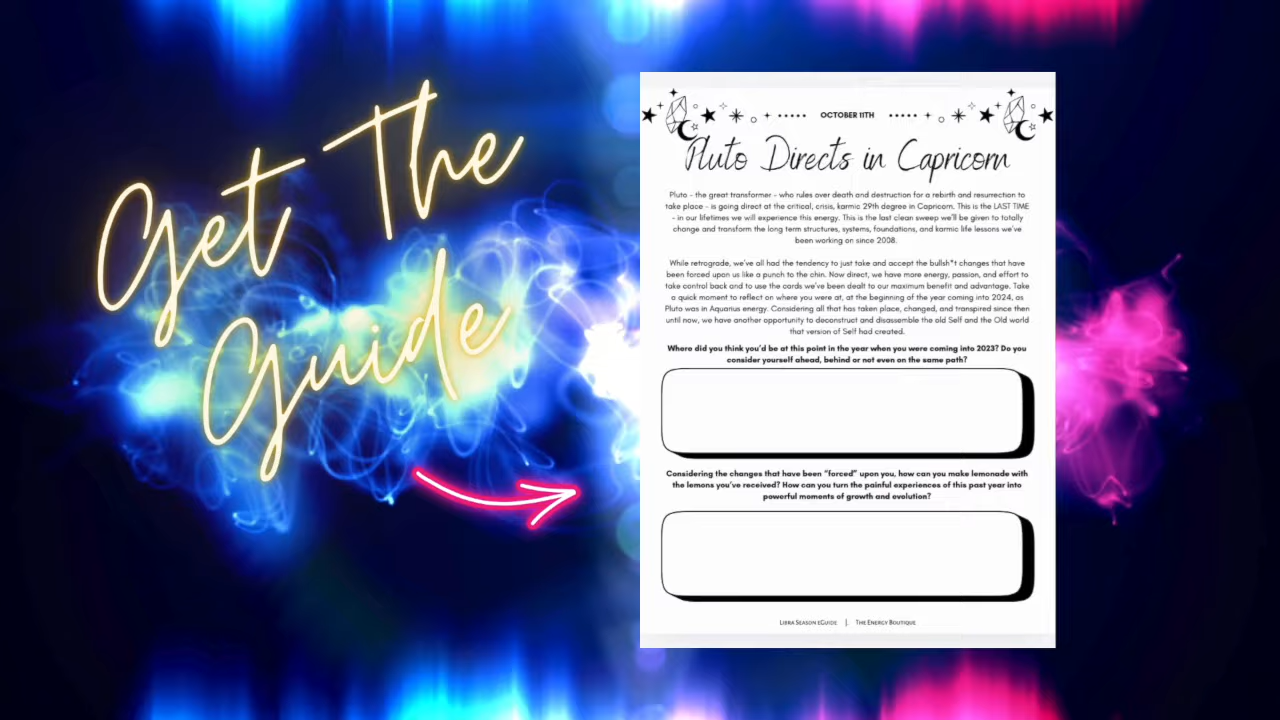 Get The
Guide
OCTOBER 11TH
Pluto Directs in Capricorn
Pluto - the great transformer - who rules over death and destruction for a rebirth and resurrection to
take place - is going direct at the critical, crisis, karmic 29th degree in Capricorn. This is the LAST TIME
- in our lifetimes we will experience this energy. This is the last clean sweep we'll be given to totally
change and transform the long term structures, systems, foundations, and karmic life lessons we've
been working on since 2008.
While retrograde, we've all had the tendency to just take and accept the bullsh*t changes that have
been forced upon us like a punch to the chin. Now direct, we have more energy, passion, and effort to
take control back and to use the cards we've been dealt to our maximum benefit and advantage. Take
a quick moment to reflect on where you were at, at the beginning of the year coming into 2024, as
Pluto was in Aquarius energy. Considering all that has taken place, changed, and transpired since then
until now, we have another opportunity to deconstruct and disassemble the old Self and the Old world
that version of Self had created.
Where did you think you'd be at this point in the year when you were coming into 2023? Do you
consider yourself ahead, behind or not even on the same path?
Considering the changes that have been "forced" upon you, how can you make lemonade with
the lemons you've received? How can you turn the painful experiences of this past year into
powerful moments of growth and evolution?
LIBRA SEASON EGUIDE | THE ENERGY BOUTIQUE